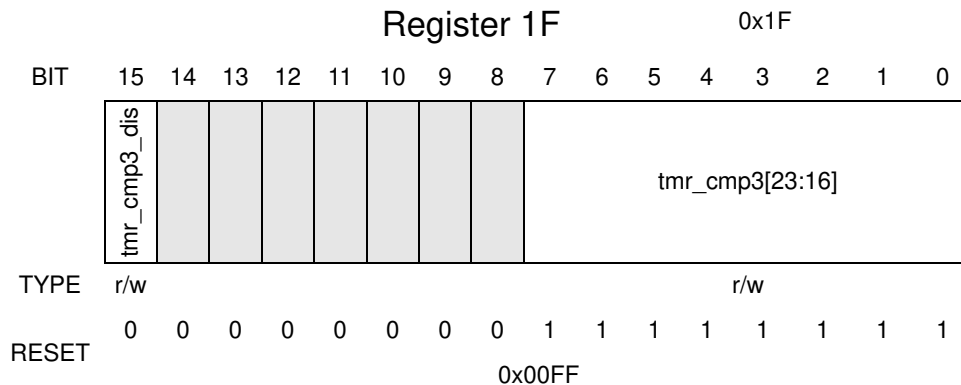 Register 1F 0x1F
BIT 15 14 13 12 11 10 9 8 7 6 5 4 3 2 1 0
tmr_cmp3_dis
tmr_cmp3[23:16]
TYPE r/w r/w
0 0 0 0 0 0 0 0 1 1 1 1 1 1 1 1
RESET
0x00FF